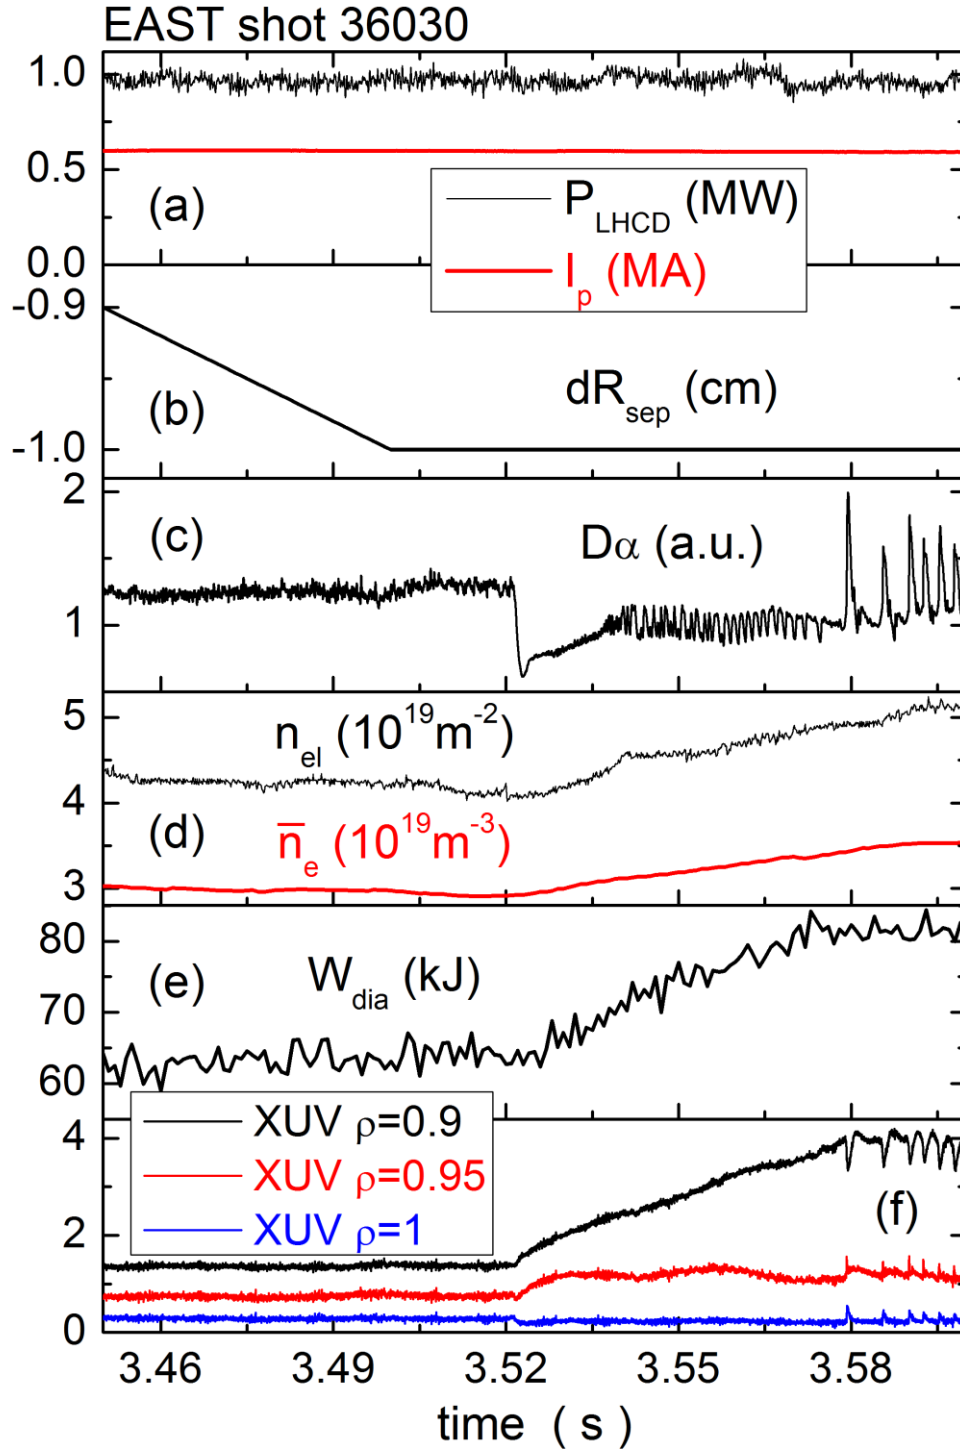 EAST shot 36030
1.0
0.5
0.0
(a)
P_LHCD (MW)
I_p (MA)
-0.9
-1.0
(b)
dR_sep (cm)
2
1
(c)
Dα (a.u.)
5
4
3
n_el (10^19 m^-2)
(d)
n̅_e (10^19 m^-3)
80
70
60
(e)
W_dia (kJ)
4
2
0
XUV ρ=0.9
XUV ρ=0.95
XUV ρ=1
(f)
3.46 3.49 3.52 3.55 3.58
time ( s )